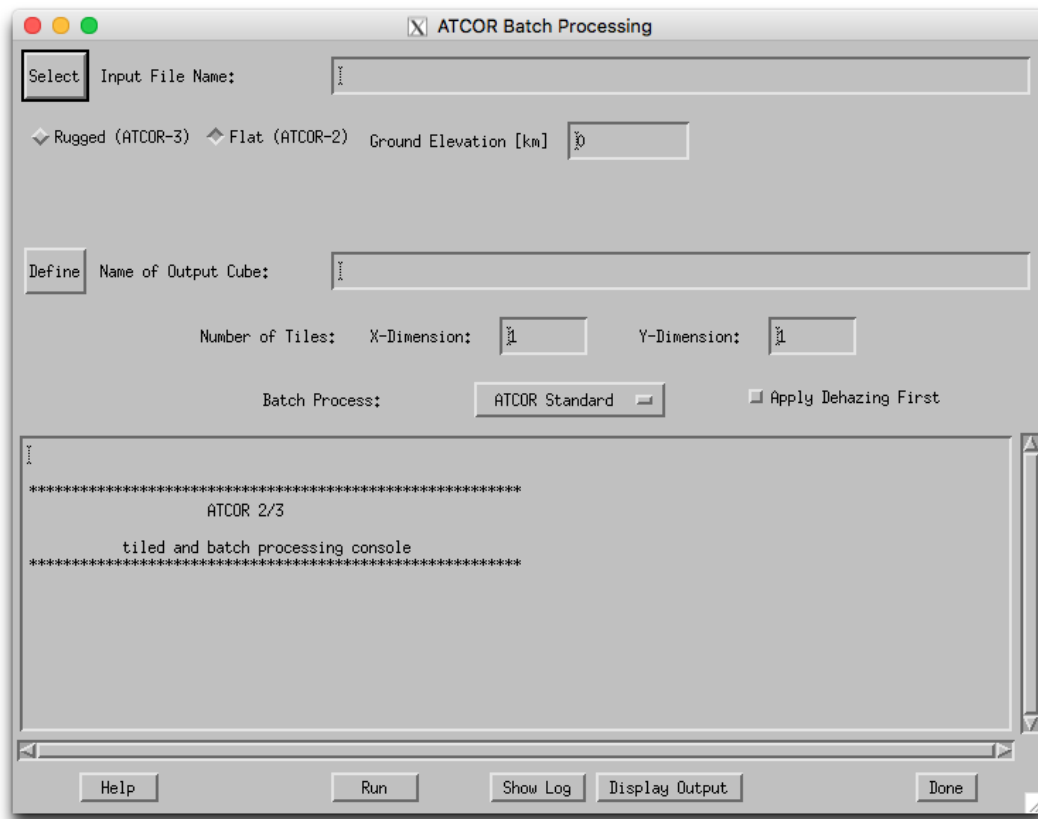 ATCOR Batch Processing
Select Input File Name:
Rugged (ATCOR-3) Flat (ATCOR-2) Ground Elevation [km] 0
Define Name of Output Cube:
Number of Tiles: X-Dimension: 1 Y-Dimension: 1
Batch Process: ATCOR Standard Apply Dehazing First
**********************************************************
ATCOR 2/3
tiled and batch processing console
**********************************************************
Help Run Show Log Display Output Done